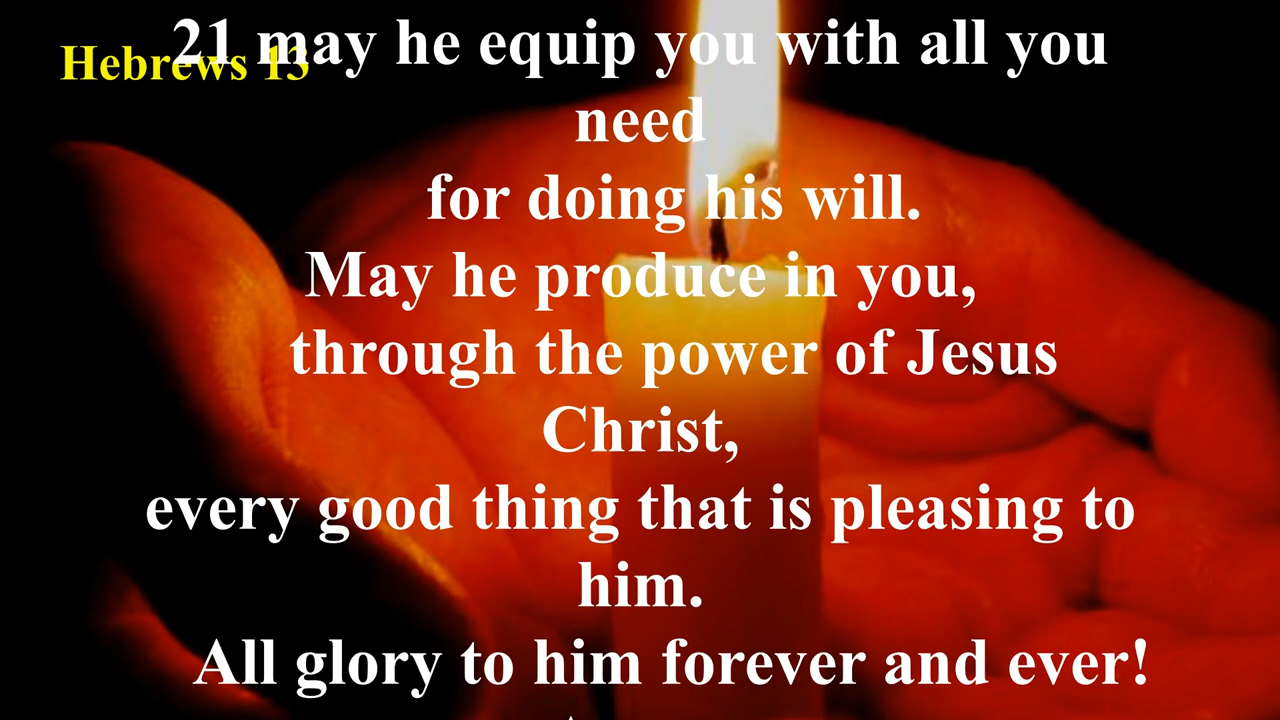 Hebrews 13
21 may he equip you with all you
need
for doing his will.
May he produce in you,
through the power of Jesus
Christ,
every good thing that is pleasing to
him.
All glory to him forever and ever!